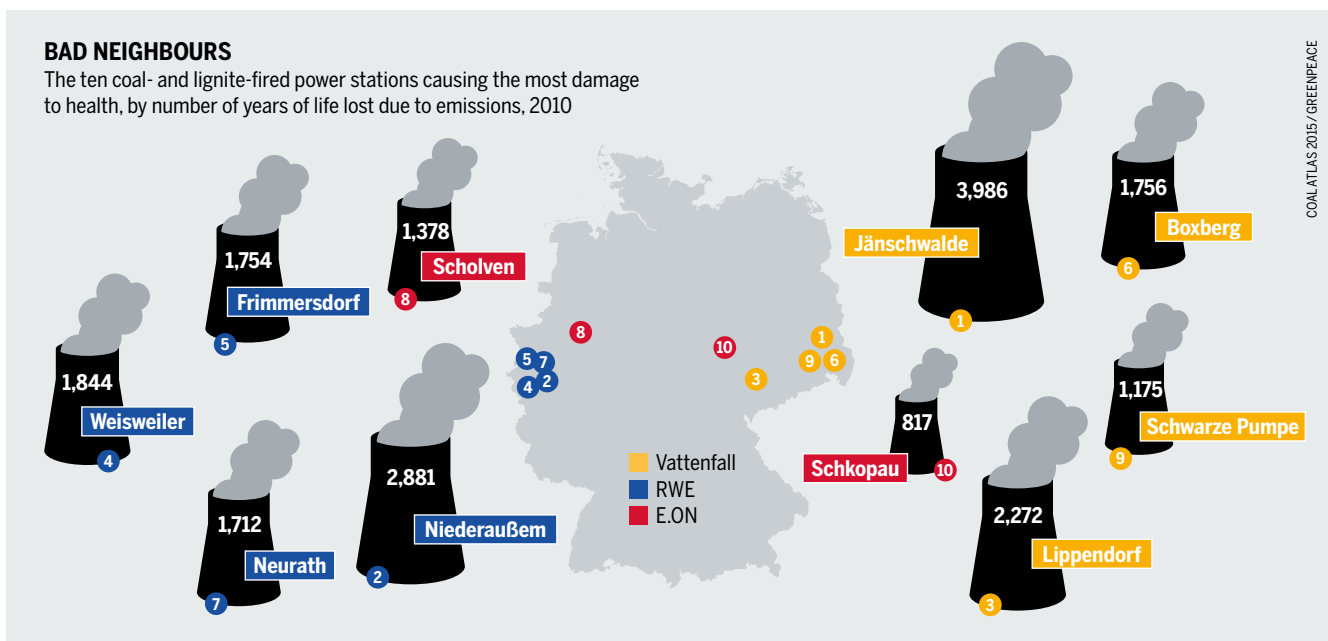 BAD NEIGHBOURS
The ten coal- and lignite-fired power stations causing the most damage
to health, by number of years of life lost due to emissions, 2010
COAL ATLAS 2015 / GREENPEACE
1,754
Frimmersdorf
5
1,378
Scholven
8
3,986
Jänschwalde
1
1,756
Boxberg
6
1,844
Weisweiler
4
1,712
Neurath
7
2,881
Niederaußem
2
8
5
7
4
2
10
3
1
9
6
Vattenfall
RWE
E.ON
817
Schkopau
10
1,175
Schwarze Pumpe
9
2,272
Lippendorf
3